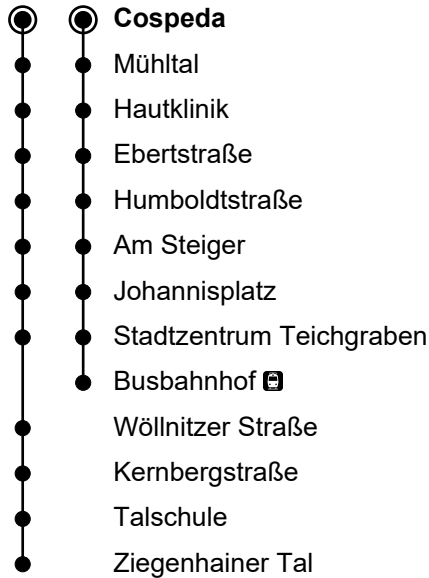 Cospeda
Mühltal
Hautklinik
Ebertstraße
Humboldtstraße
Am Steiger
Johannisplatz
Stadtzentrum Teichgraben
Busbahnhof
Wöllnitzer Straße
Kernbergstraße
Talschule
Ziegenhainer Tal